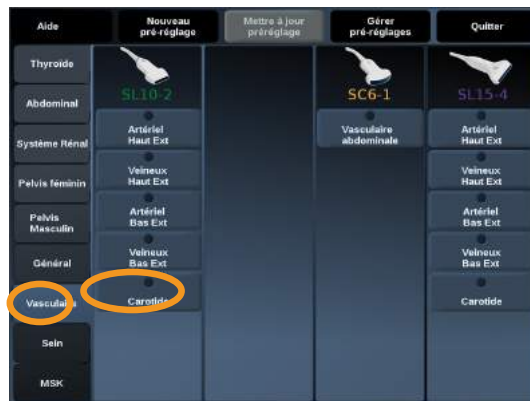 Aide
Nouveau
pré-réglage
Mettre à jour
préréglage
Gérer
pré-réglages
Quitter
Thyroïde
Abdominal
Système Rénal
Pelvis féminin
Pelvis
Masculin
Général
Vasculaire
Sein
MSK
SL10-2
Artériel
Haut Ext
Veineux
Haut Ext
Artériel
Bas Ext
Veineux
Bas Ext
Carotide
SC6-1
Vasculaire
abdominale
SL15-4
Artériel
Haut Ext
Veineux
Haut Ext
Artériel
Bas Ext
Veineux
Bas Ext
Carotide